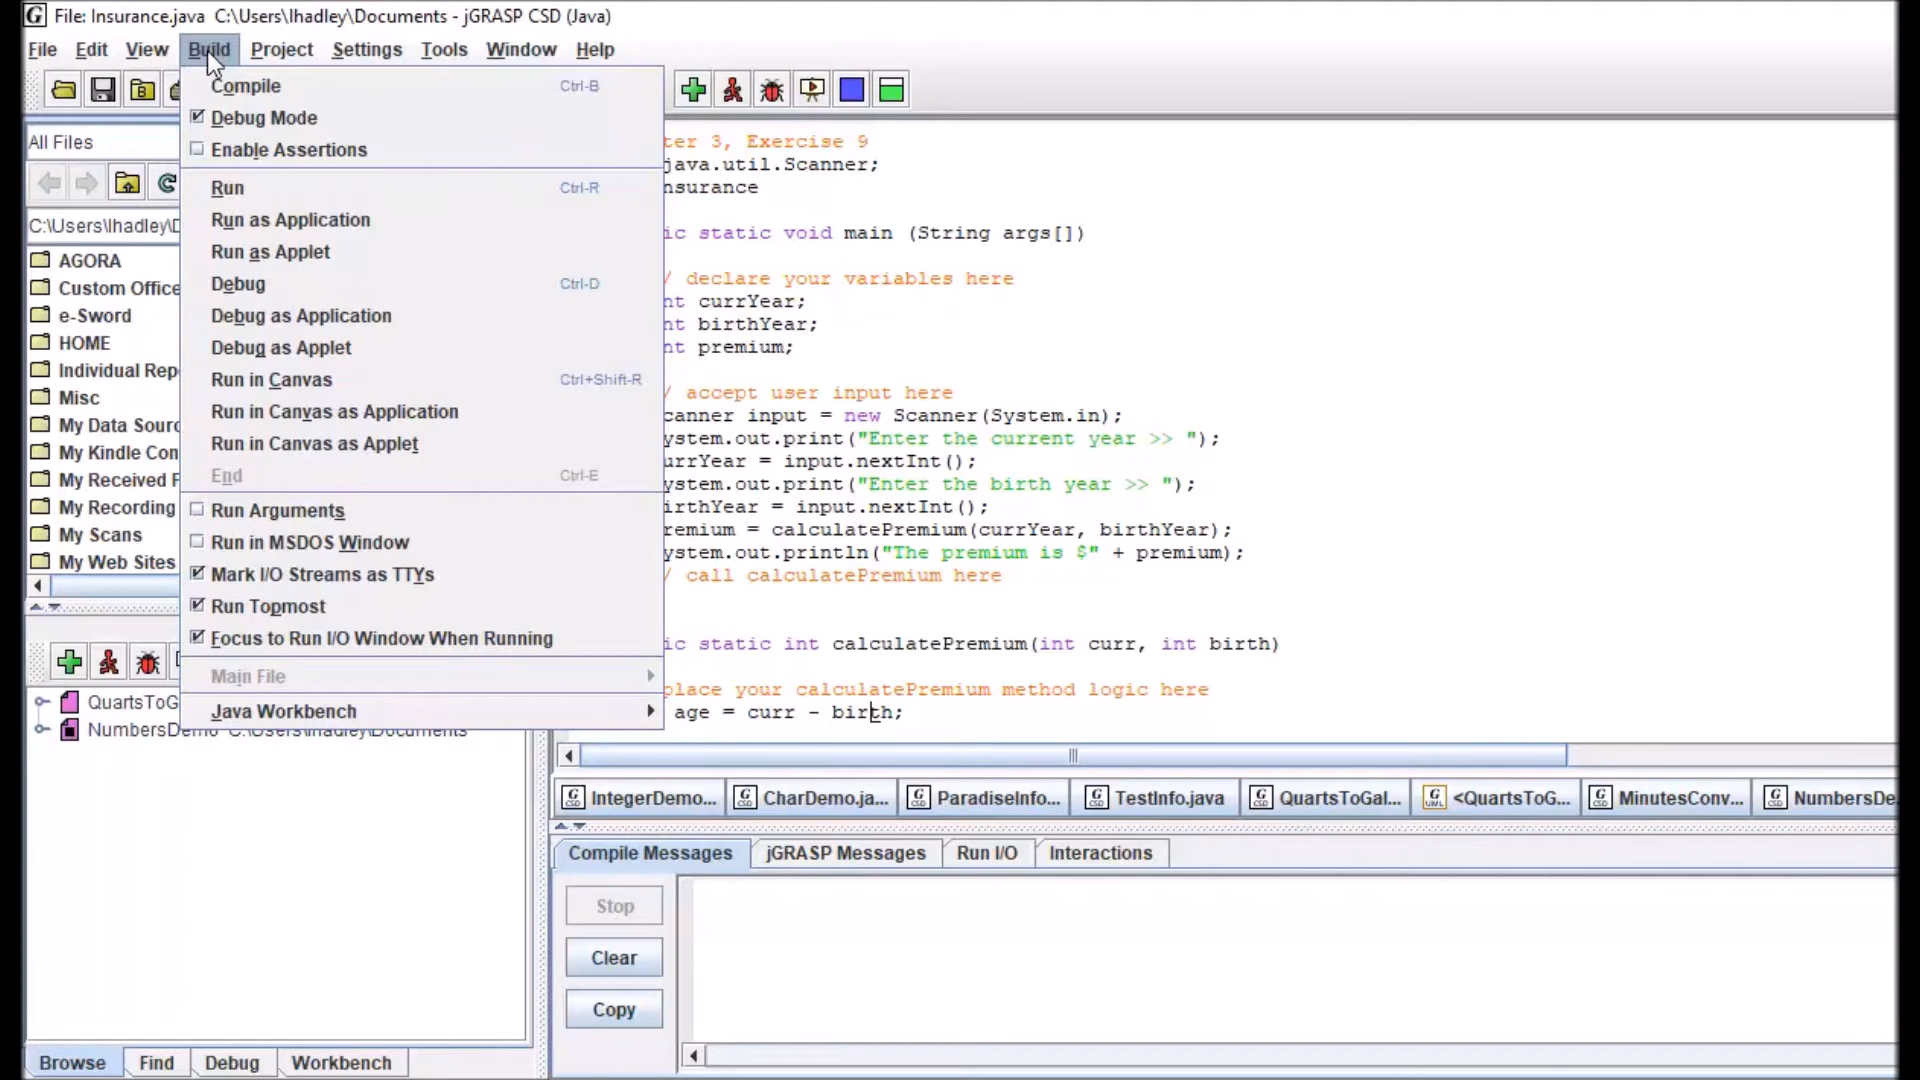 File: Insurance.java  C:\Users\lhadley\Documents - jGRASP CSD (Java)
File Edit View Build Project Settings Tools Window Help
Compile Ctrl-B
Debug Mode
Enable Assertions
Run Ctrl-R
Run as Application
Run as Applet
Debug Ctrl-D
Debug as Application
Debug as Applet
Run in Canvas Ctrl+Shift-R
Run in Canvas as Application
Run in Canvas as Applet
End Ctrl-E
Run Arguments
Run in MSDOS Window
Mark I/O Streams as TTYs
Run Topmost
Focus to Run I/O Window When Running
Main File
Java Workbench
All Files
C:\Users\lhadley\D
AGORA
Custom Office
e-Sword
HOME
Individual Rep
Misc
My Data Sourc
My Kindle Con
My Received F
My Recording
My Scans
My Web Sites
QuartsToG
NumbersDemo  C:\Users\lhadley\Documents
Browse Find Debug Workbench
ter 3, Exercise 9
java.util.Scanner;
nsurance
ic static void main (String args[])
/ declare your variables here
nt currYear;
nt birthYear;
nt premium;
/ accept user input here
canner input = new Scanner(System.in);
ystem.out.print("Enter the current year >> ");
urrYear = input.nextInt();
ystem.out.print("Enter the birth year >> ");
irthYear = input.nextInt();
remium = calculatePremium(currYear, birthYear);
ystem.out.println("The premium is $" + premium);
/ call calculatePremium here
ic static int calculatePremium(int curr, int birth)
place your calculatePremium method logic here
age = curr - birth;
IntegerDemo... CharDemo.ja... ParadiseInfo... TestInfo.java QuartsToGal... <QuartsToG... MinutesConv... NumbersDe.
Compile Messages jGRASP Messages Run I/O Interactions
Stop
Clear
Copy